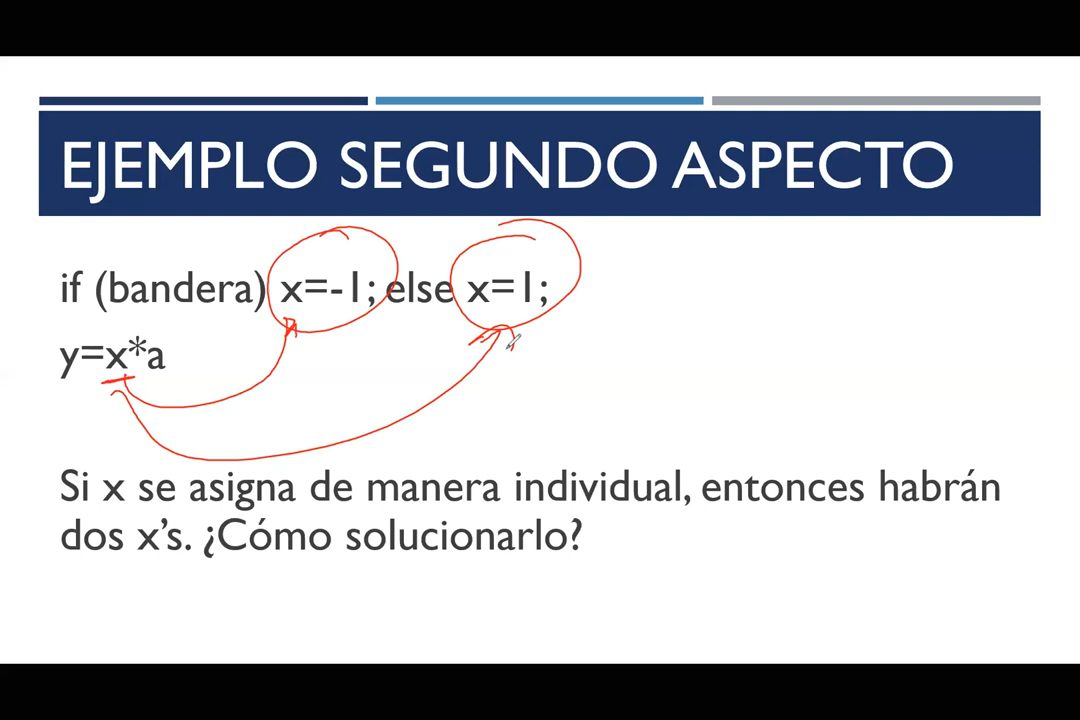 EJEMPLO SEGUNDO ASPECTO
if (bandera) x=-1; else x=1;
y=x*a
Si x se asigna de manera individual, entonces habrán
dos x’s. ¿Cómo solucionarlo?